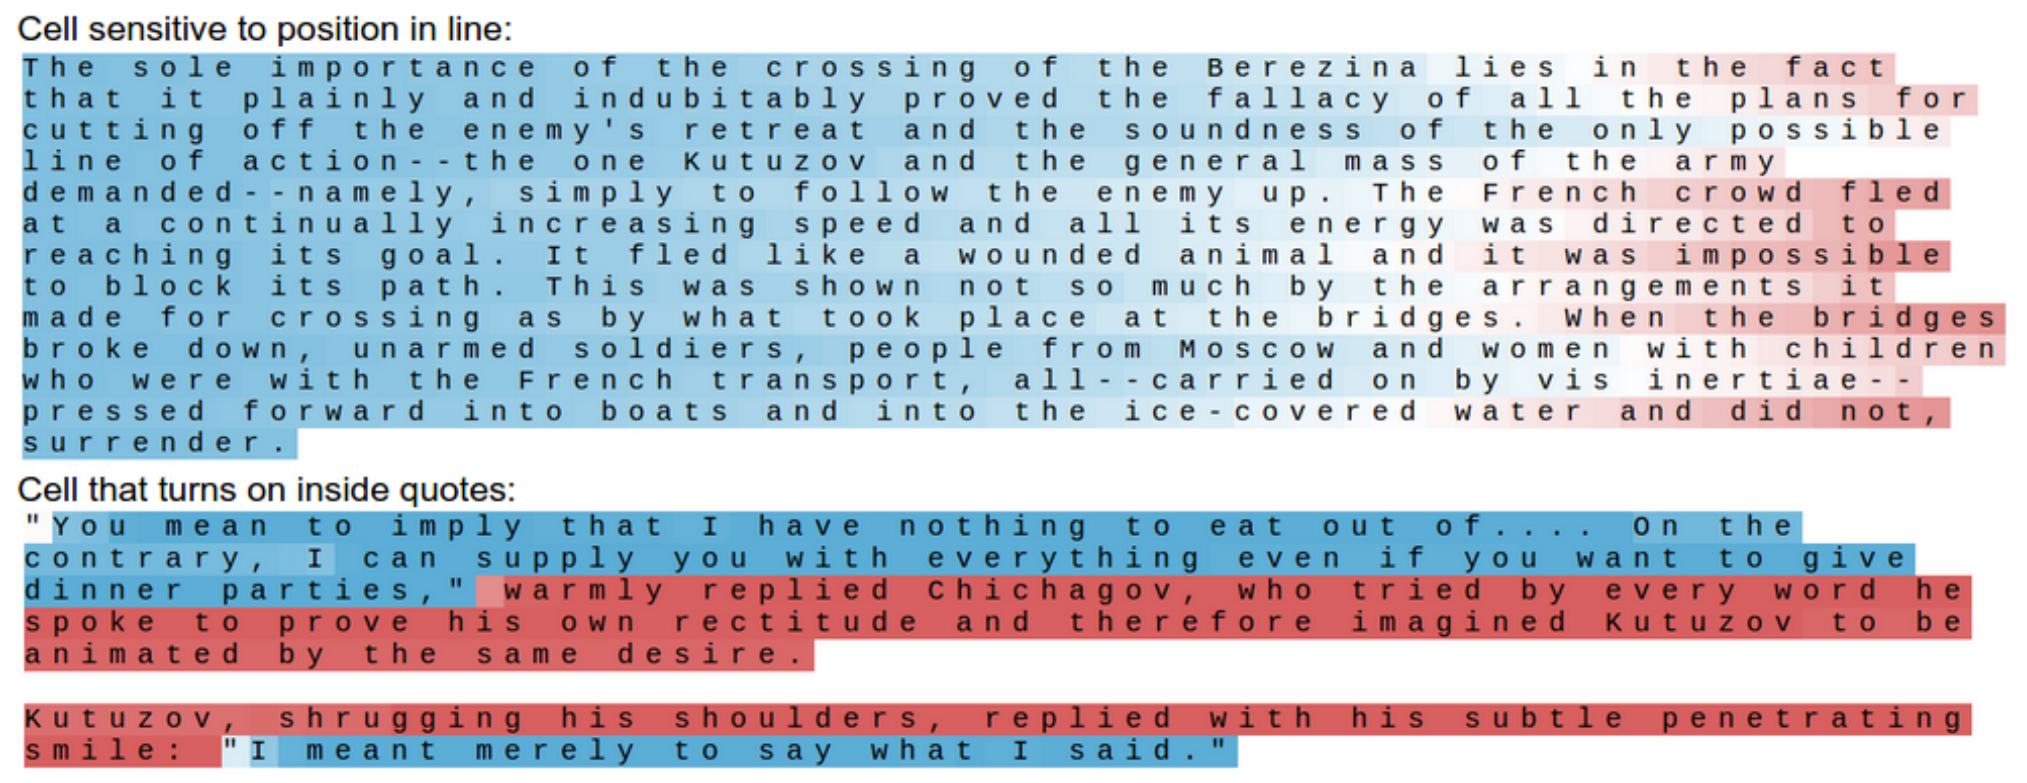 Cell sensitive to position in line:
The sole importance of the crossing of the Berezina lies in the fact
that it plainly and indubitably proved the fallacy of all the plans for
cutting off the enemy's retreat and the soundness of the only possible
line of action--the one Kutuzov and the general mass of the army
demanded--namely, simply to follow the enemy up. The French crowd fled
at a continually increasing speed and all its energy was directed to
reaching its goal. It fled like a wounded animal and it was impossible
to block its path. This was shown not so much by the arrangements it
made for crossing as by what took place at the bridges. When the bridges
broke down, unarmed soldiers, people from Moscow and women with children
who were with the French transport, all--carried on by vis inertiae--
pressed forward into boats and into the ice-covered water and did not,
surrender.
Cell that turns on inside quotes:
"You mean to imply that I have nothing to eat out of.... On the
contrary, I can supply you with everything even if you want to give
dinner parties," warmly replied Chichagov, who tried by every word he
spoke to prove his own rectitude and therefore imagined Kutuzov to be
animated by the same desire.
Kutuzov, shrugging his shoulders, replied with his subtle penetrating
smile: "I meant merely to say what I said."